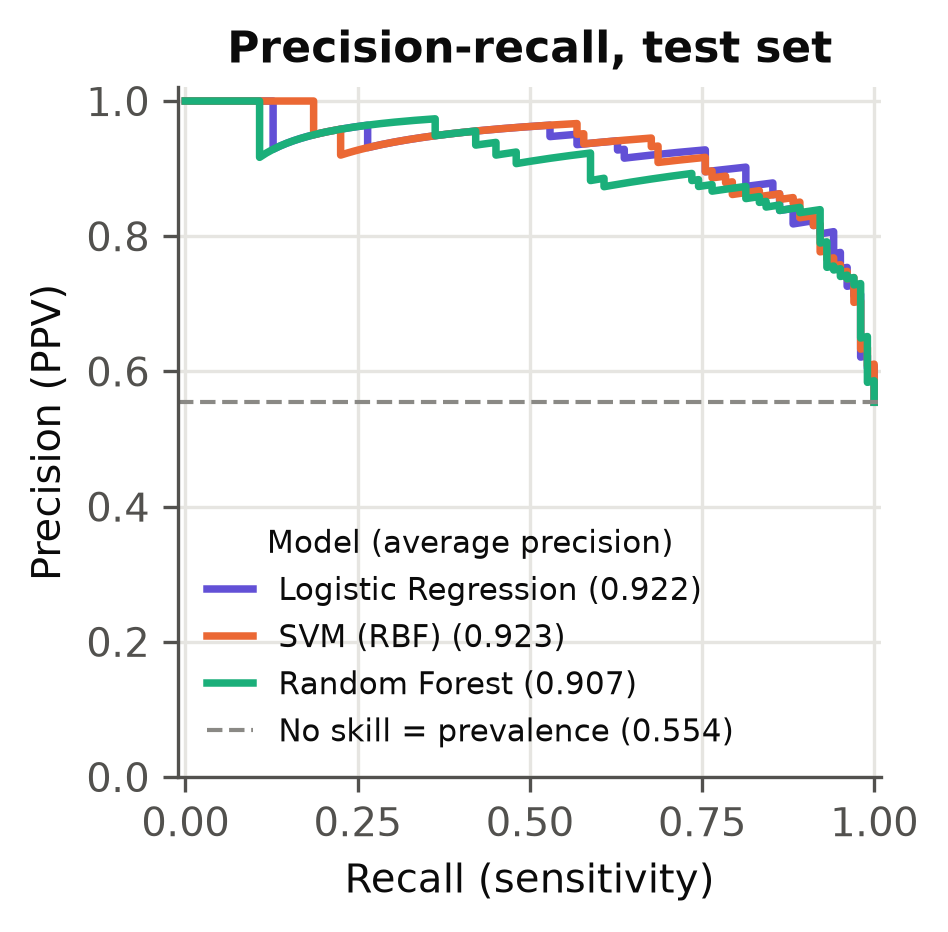 Precision-recall, test set
1.0
0.8
0.6
0.4
0.2
0.0
Precision (PPV)
Model (average precision)
Logistic Regression (0.922)
SVM (RBF) (0.923)
Random Forest (0.907)
No skill = prevalence (0.554)
0.00 0.25 0.50 0.75 1.00
Recall (sensitivity)